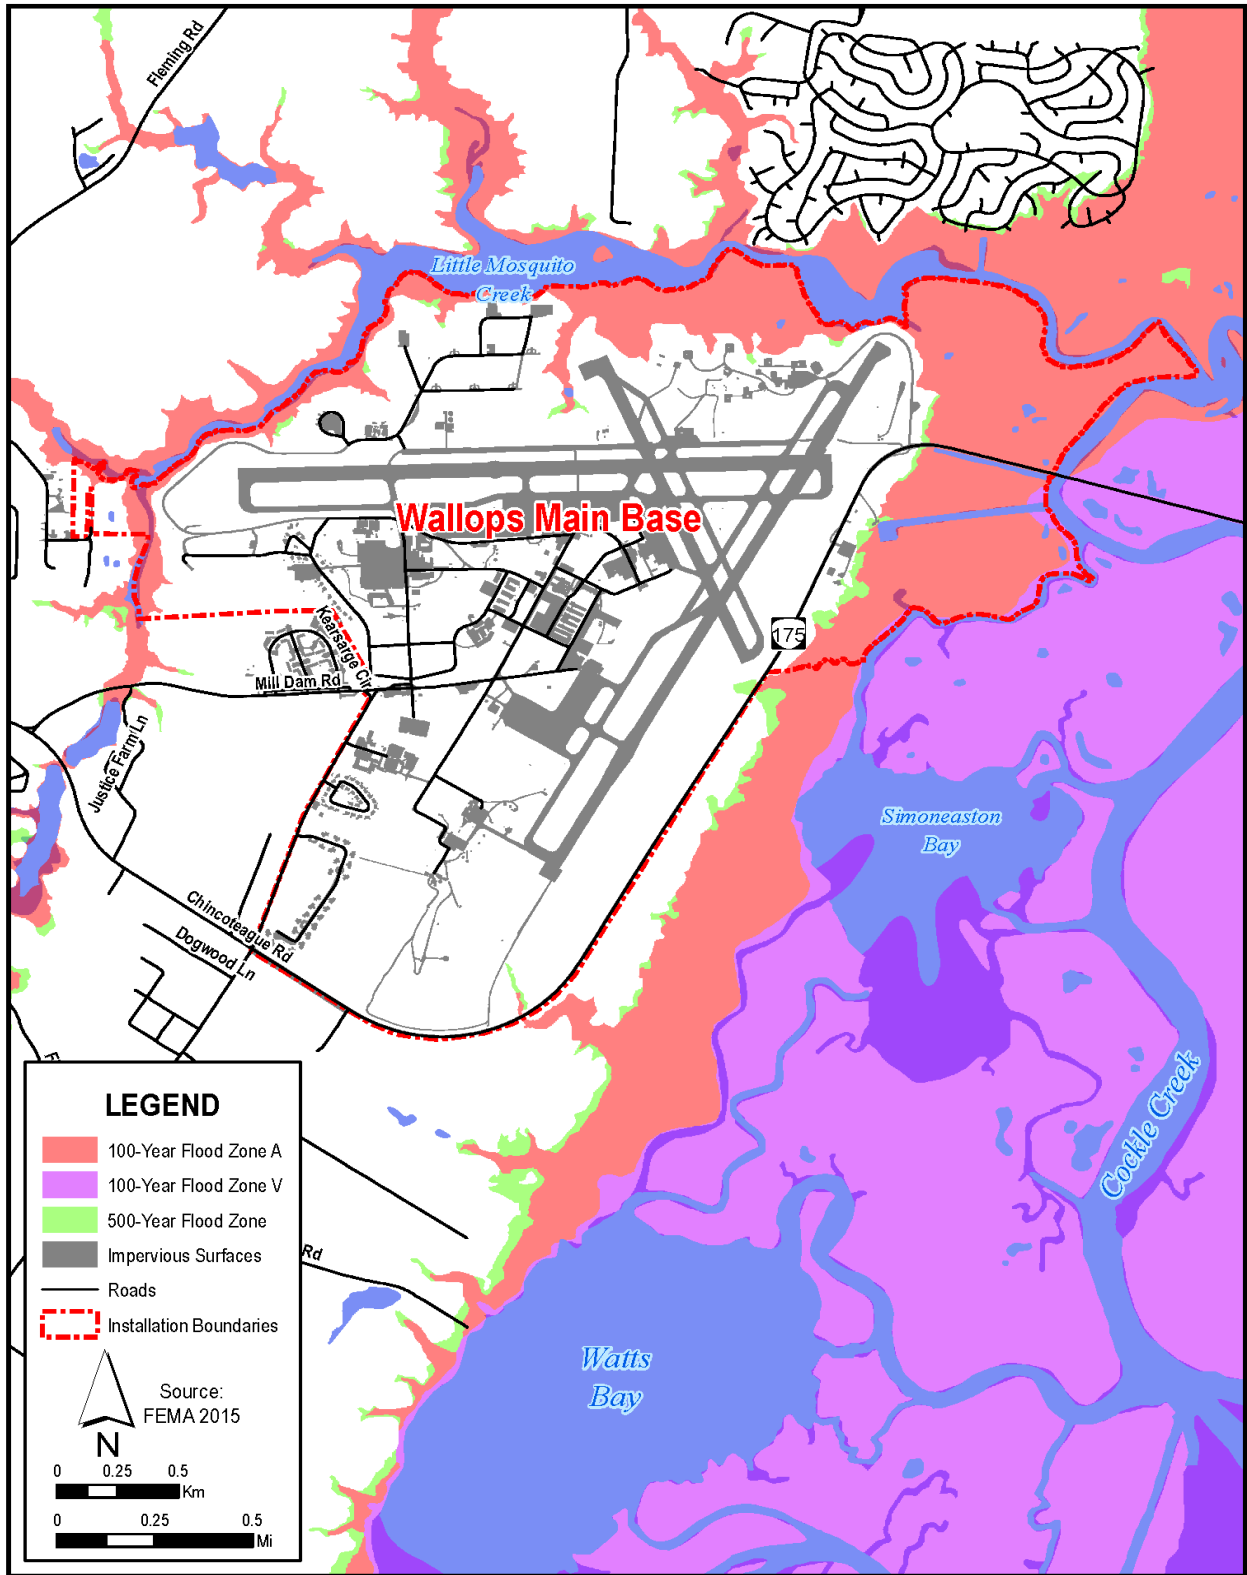 Fleming Rd
Little Mosquito
Creek
Wallops Main Base
175
Kearsarge Cir
Mill Dam Rd
Justice Farm Ln
Simoneaston
Bay
Chincoteague Rd
Dogwood Ln
Cockle Creek
Rd
Watts
Bay
LEGEND
100-Year Flood Zone A
100-Year Flood Zone V
500-Year Flood Zone
Impervious Surfaces
Roads
Installation Boundaries
Source:
FEMA 2015
N
0 0.25 0.5
Km
0 0.25 0.5
Mi